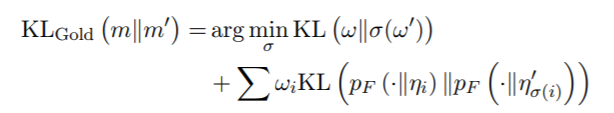 KL_Gold (m||m′) = arg min_σ KL (ω||σ(ω′))
+ ∑ ω_i KL (p_F (·||η_i) ||p_F (·||η′_σ(i)))